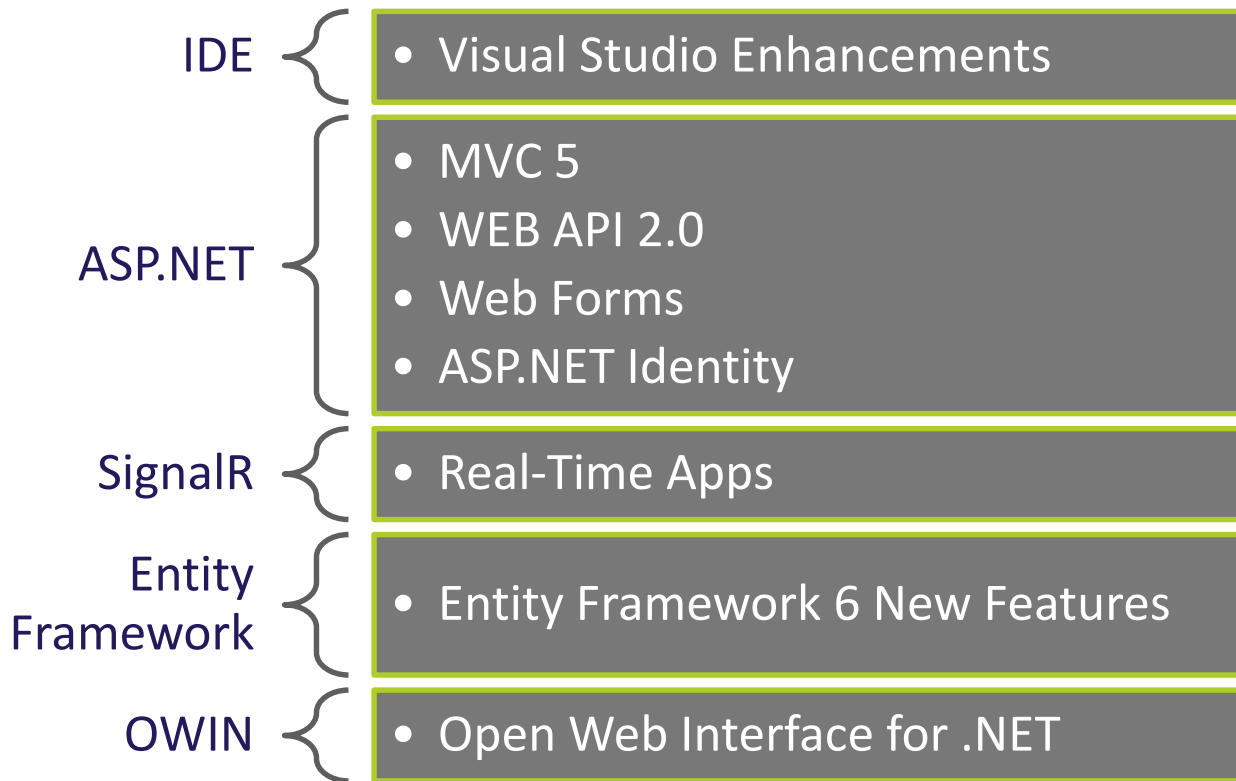 IDE
• Visual Studio Enhancements
ASP.NET
• MVC 5
• WEB API 2.0
• Web Forms
• ASP.NET Identity
SignalR
• Real-Time Apps
Entity
Framework
• Entity Framework 6 New Features
OWIN
• Open Web Interface for .NET